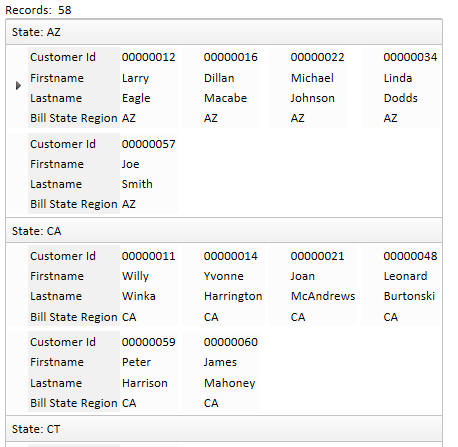 Records: 58
State: AZ
Customer Id 00000012 00000016 00000022 00000034
Firstname Larry Dillan Michael Linda
Lastname Eagle Macabe Johnson Dodds
Bill State Region AZ AZ AZ AZ
Customer Id 00000057
Firstname Joe
Lastname Smith
Bill State Region AZ
State: CA
Customer Id 00000011 00000014 00000021 00000048
Firstname Willy Yvonne Joan Leonard
Lastname Winka Harrington McAndrews Burtonski
Bill State Region CA CA CA CA
Customer Id 00000059 00000060
Firstname Peter James
Lastname Harrison Mahoney
Bill State Region CA CA
State: CT